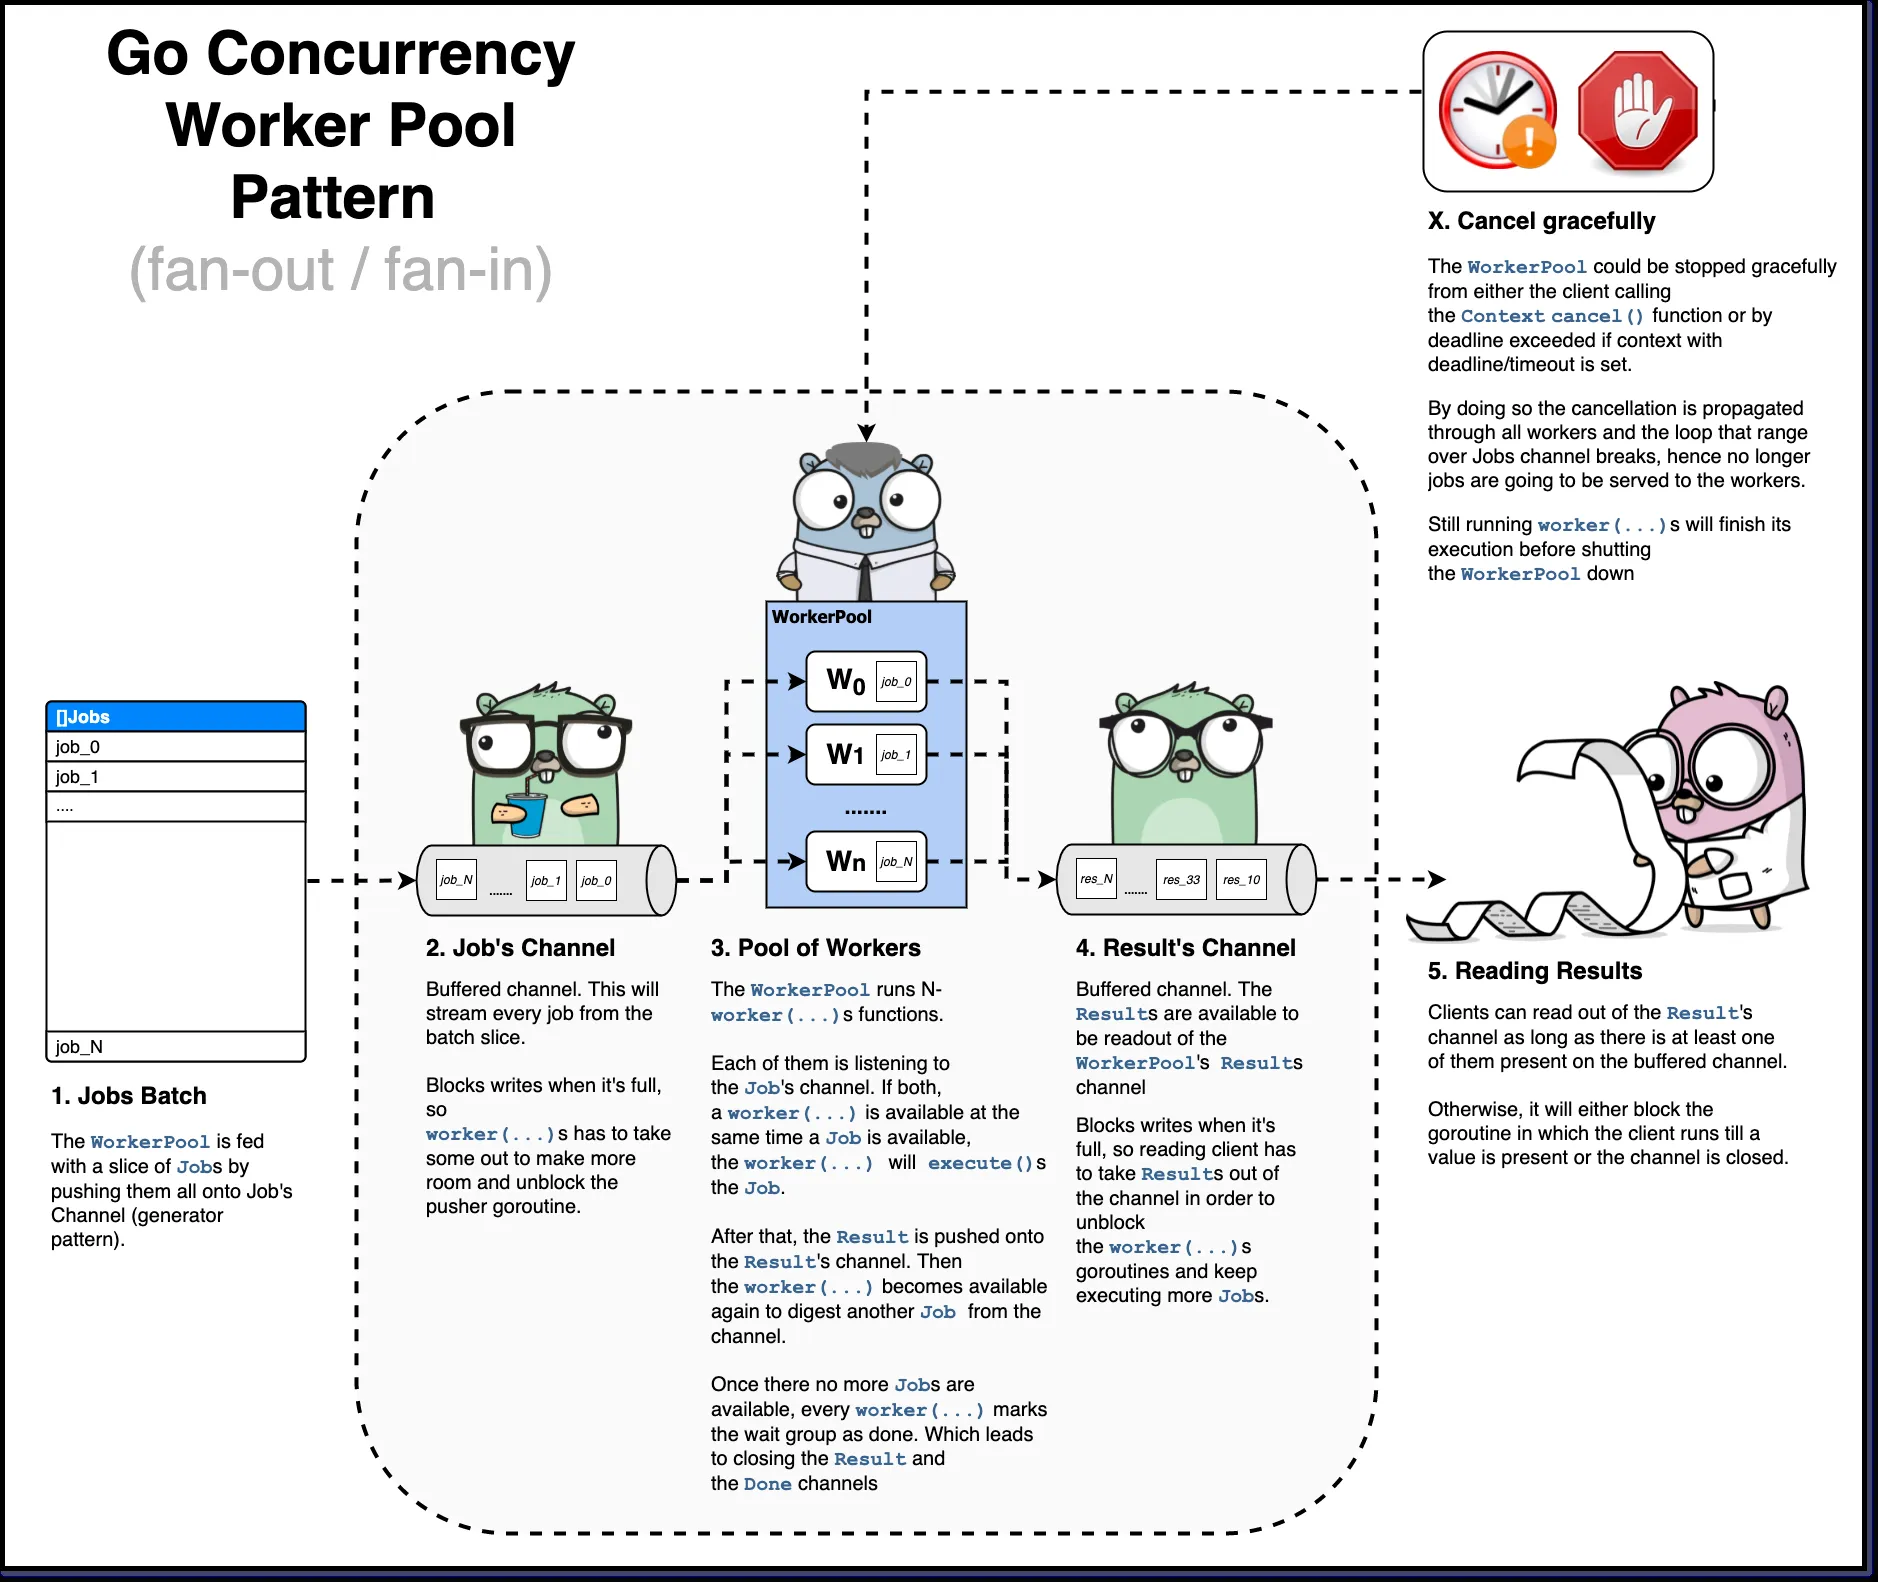 Go Concurrency
Worker Pool
Pattern
(fan-out / fan-in)
X. Cancel gracefully
The WorkerPool could be stopped gracefully
from either the client calling
the Context cancel() function or by
deadline exceeded if context with
deadline/timeout is set.
By doing so the cancellation is propagated
through all workers and the loop that range
over Jobs channel breaks, hence no longer
jobs are going to be served to the workers.
Still running worker(...)s will finish its
execution before shutting
the WorkerPool down
[]Jobs
job_0
job_1
....
job_N
1. Jobs Batch
The WorkerPool is fed
with a slice of Jobs by
pushing them all onto Job's
Channel (generator
pattern).
job_N ....... job_1 job_0
2. Job's Channel
Buffered channel. This will
stream every job from the
batch slice.
Blocks writes when it's full,
so
worker(...)s has to take
some out to make more
room and unblock the
pusher goroutine.
WorkerPool
W0 job_0
W1 job_1
.......
Wn job_N
3. Pool of Workers
The WorkerPool runs N-
worker(...)s functions.
Each of them is listening to
the Job's channel. If both,
a worker(...) is available at the
same time a Job is available,
the worker(...) will execute()s
the Job.
After that, the Result is pushed onto
the Result's channel. Then
the worker(...) becomes available
again to digest another Job from the
channel.
Once there no more Jobs are
available, every worker(...) marks
the wait group as done. Which leads
to closing the Result and
the Done channels
res_N ....... res_33 res_10
4. Result's Channel
Buffered channel. The
Results are available to
be readout of the
WorkerPool's Results
channel
Blocks writes when it's
full, so reading client has
to take Results out of
the channel in order to
unblock
the worker(...)s
goroutines and keep
executing more Jobs.
5. Reading Results
Clients can read out of the Result's
channel as long as there is at least one
of them present on the buffered channel.
Otherwise, it will either block the
goroutine in which the client runs till a
value is present or the channel is closed.